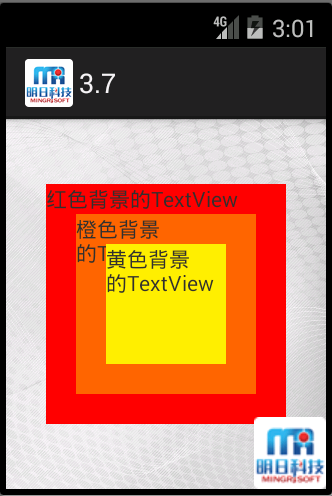 4G 3:01
明日科技
MINGRISOFT
3.7
红色背景的TextView
橙色背景
的T
黄色背景
的TextView
明日科技
MINGRISOFT